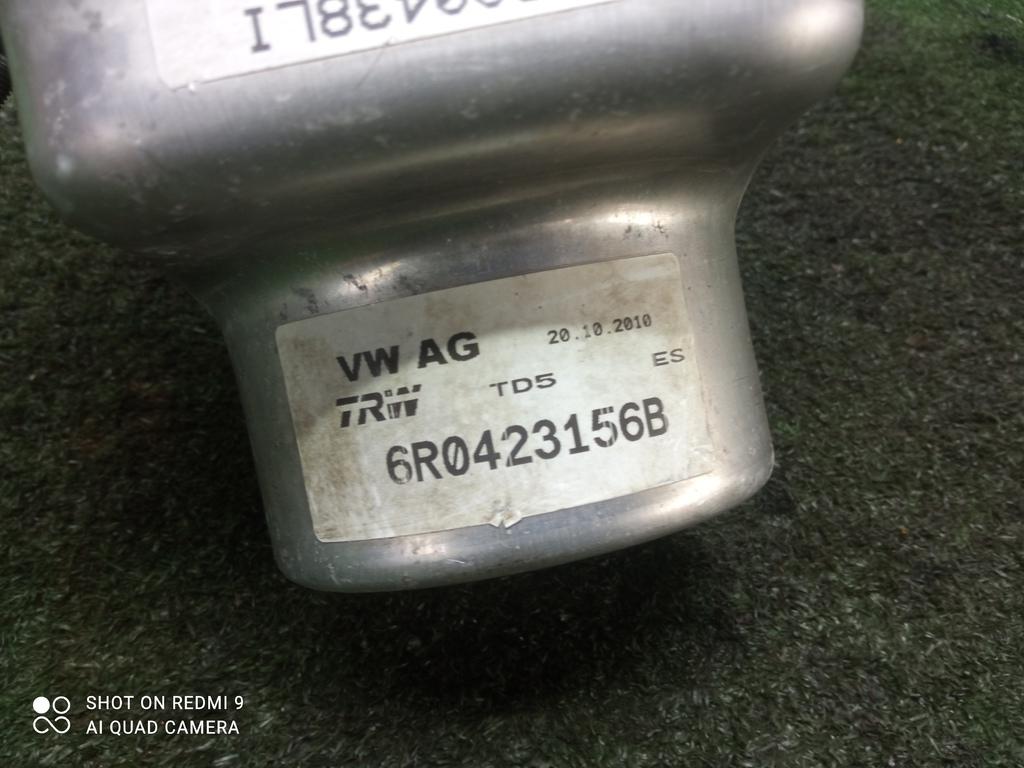 VW AG 20.10.2010
TRW TD5 ES
6R0423156B
SHOT ON REDMI 9
AI QUAD CAMERA